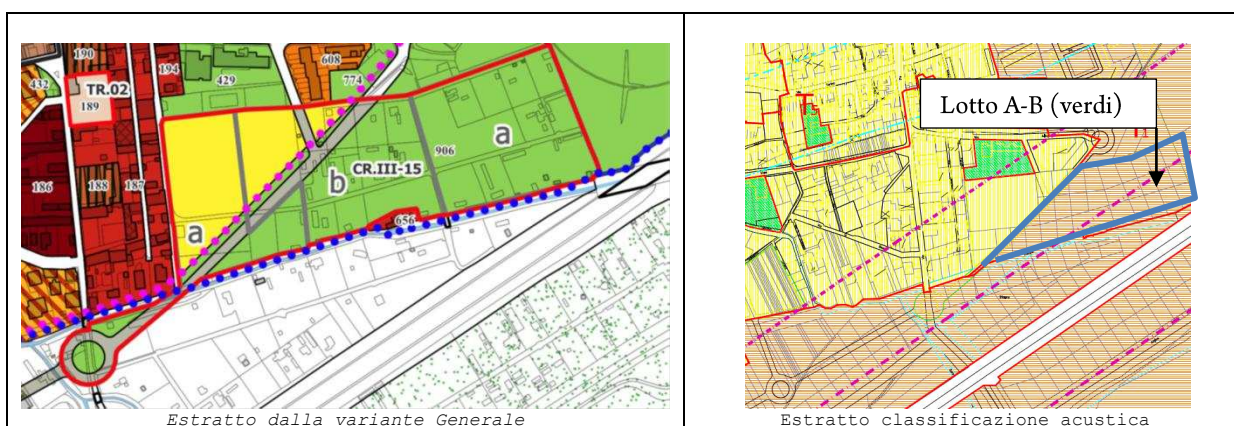 190
608
774
432
194
429
TR.02
189
a
906
CR.III-15
186
188
187
b
656
a
Estratto dalla variante Generale
Lotto A-B (verdi)
Estratto classificazione acustica